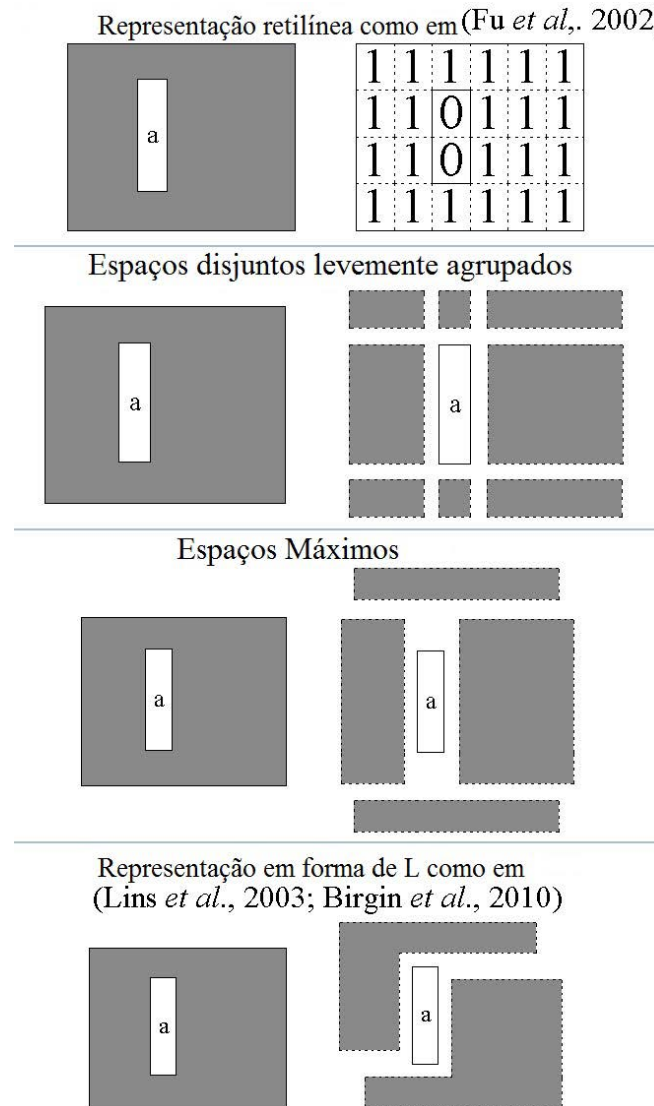 Representação retilínea como em (Fu et al,. 2002
a
1 1 1 1 1 1
1 1 0 1 1 1
1 1 0 1 1 1
1 1 1 1 1 1
Espaços disjuntos levemente agrupados
a
a
Espaços Máximos
a
a
Representação em forma de L como em
(Lins et al., 2003; Birgin et al., 2010)
a
a